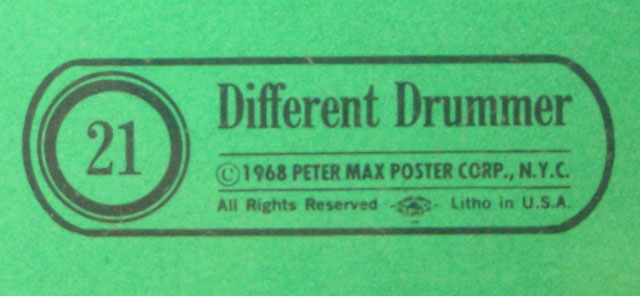 21
Different Drummer
© 1968 PETER MAX POSTER CORP., N.Y.C.
All Rights Reserved Litho in U.S.A.